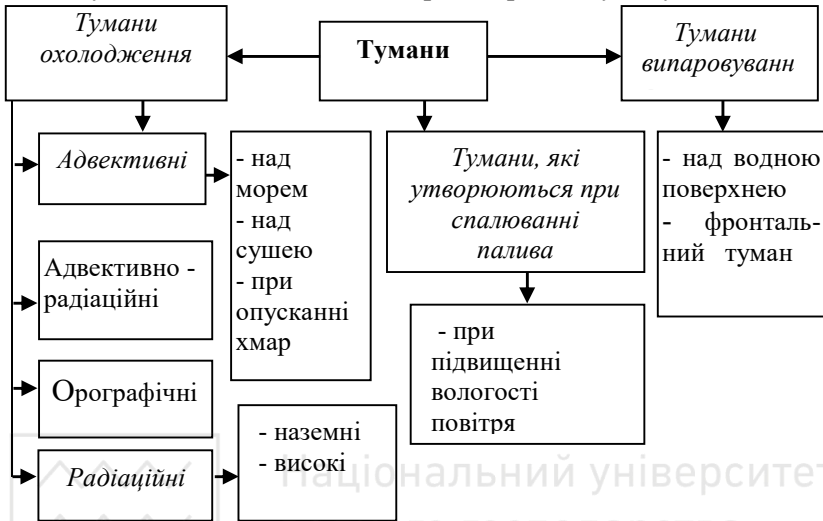 Тумани
охолодження
Тумани
Тумани
випаровуванн
Адвективні
- над
морем
- над
сушею
- при
опусканні
хмар
Тумани, які
утворюються при
спалюванні
палива
- над водною
поверхнею
- фронталь-
ний туман
Адвективно -
радіаційні
- при
підвищенні
вологості
повітря
Орографічні
- наземні
- високі
Радіаційні
Національний університет